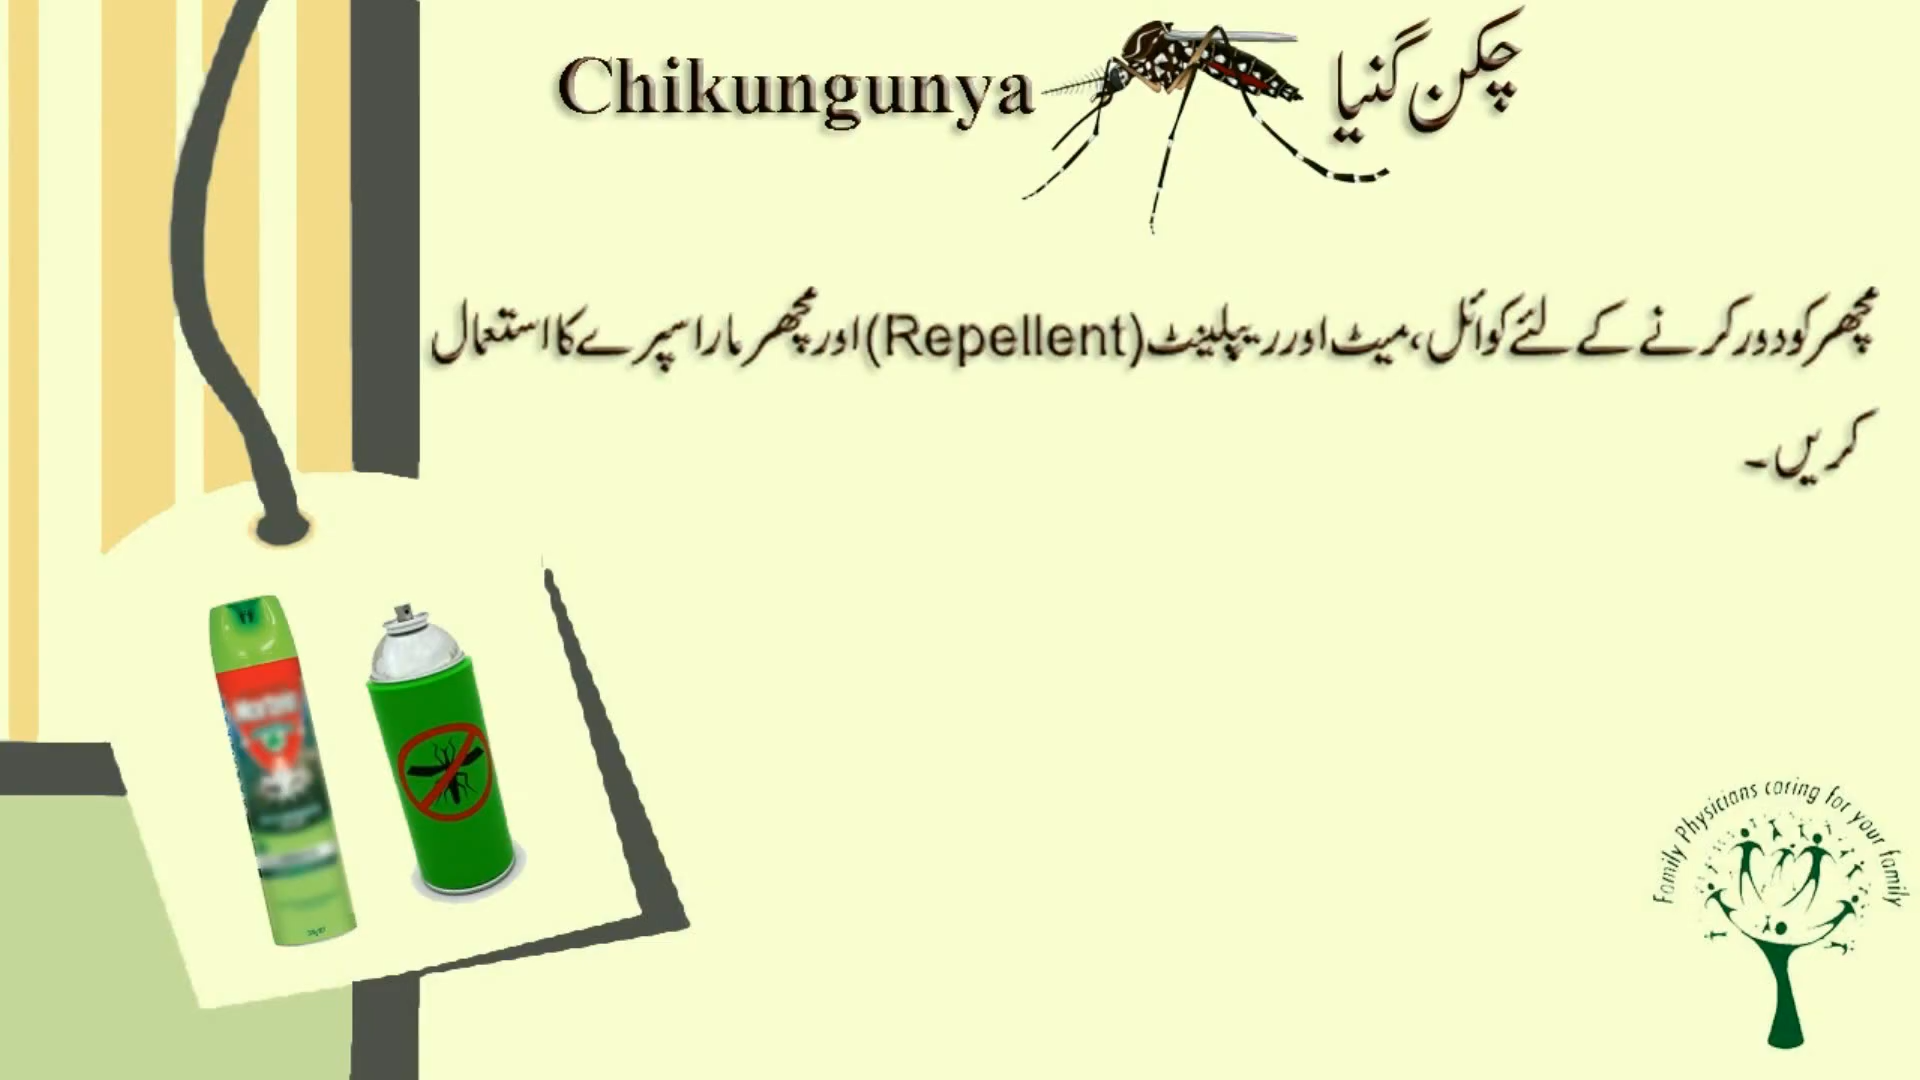 Chikungunya چکن گنیا
مچھر کو دور کرنے کے لئے کوائل، میٹ اور ریپلینٹ (Repellent) اور مچھر مار اسپرے کا استعمال
کریں۔
Family Physicians caring for your family